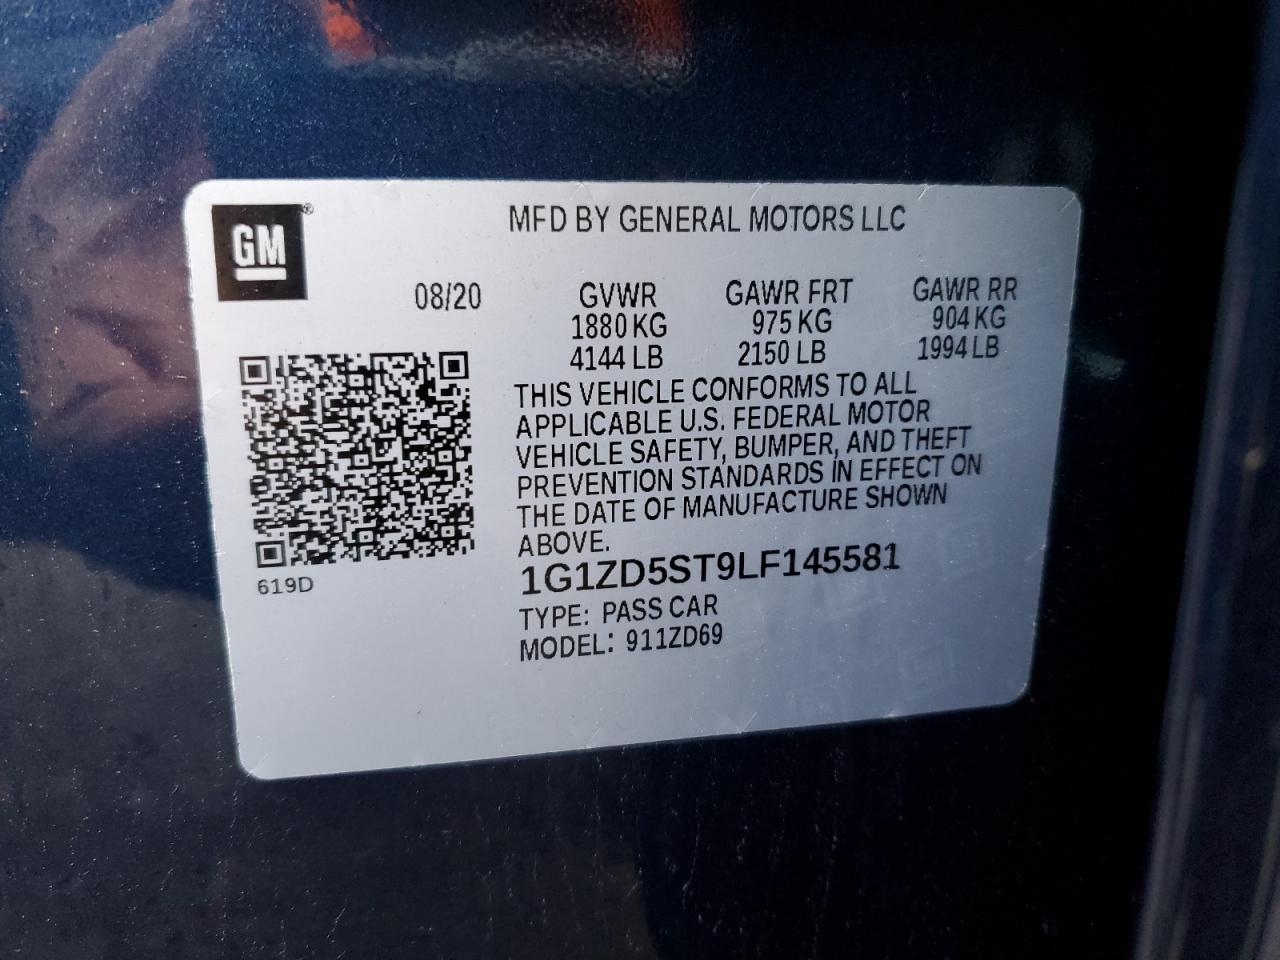 GM®
MFD BY GENERAL MOTORS LLC
08/20
GVWR GAWR FRT GAWR RR
1880 KG 975 KG 904 KG
4144 LB 2150 LB 1994 LB
THIS VEHICLE CONFORMS TO ALL
APPLICABLE U.S. FEDERAL MOTOR
VEHICLE SAFETY, BUMPER, AND THEFT
PREVENTION STANDARDS IN EFFECT ON
THE DATE OF MANUFACTURE SHOWN
ABOVE.
619D
1G1ZD5ST9LF145581
TYPE: PASS CAR
MODEL: 911ZD69